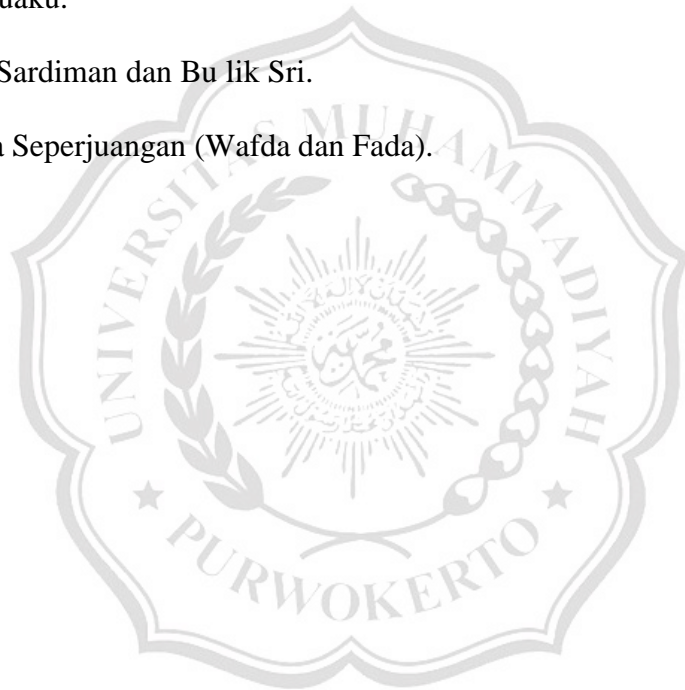 uaku.
Sardiman dan Bu lik Sri.
a Seperjuangan (Wafda dan Fada).
UNIVERSITAS MUHAMMADIYAH
PURWOKERTO